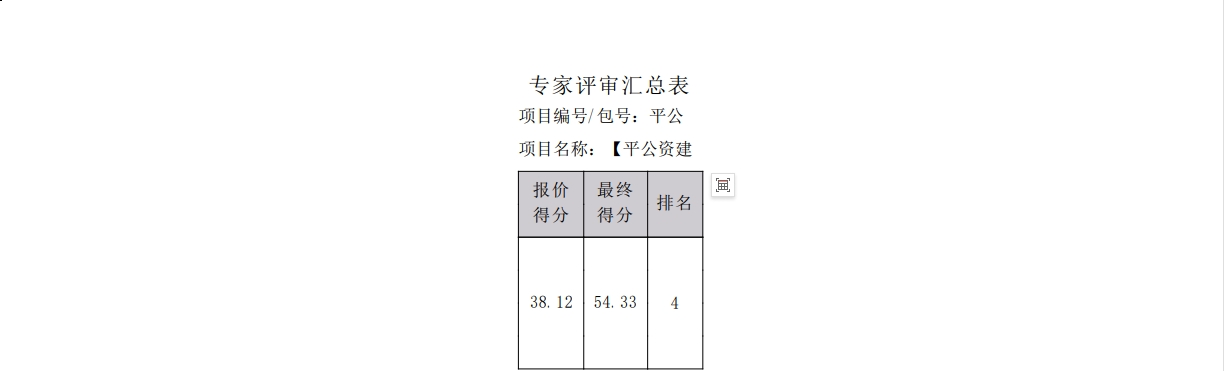 专家评审汇总表
项目编号/包号：平公
项目名称：【平公资建
报价得分 最终得分 排名
38.12 54.33 4